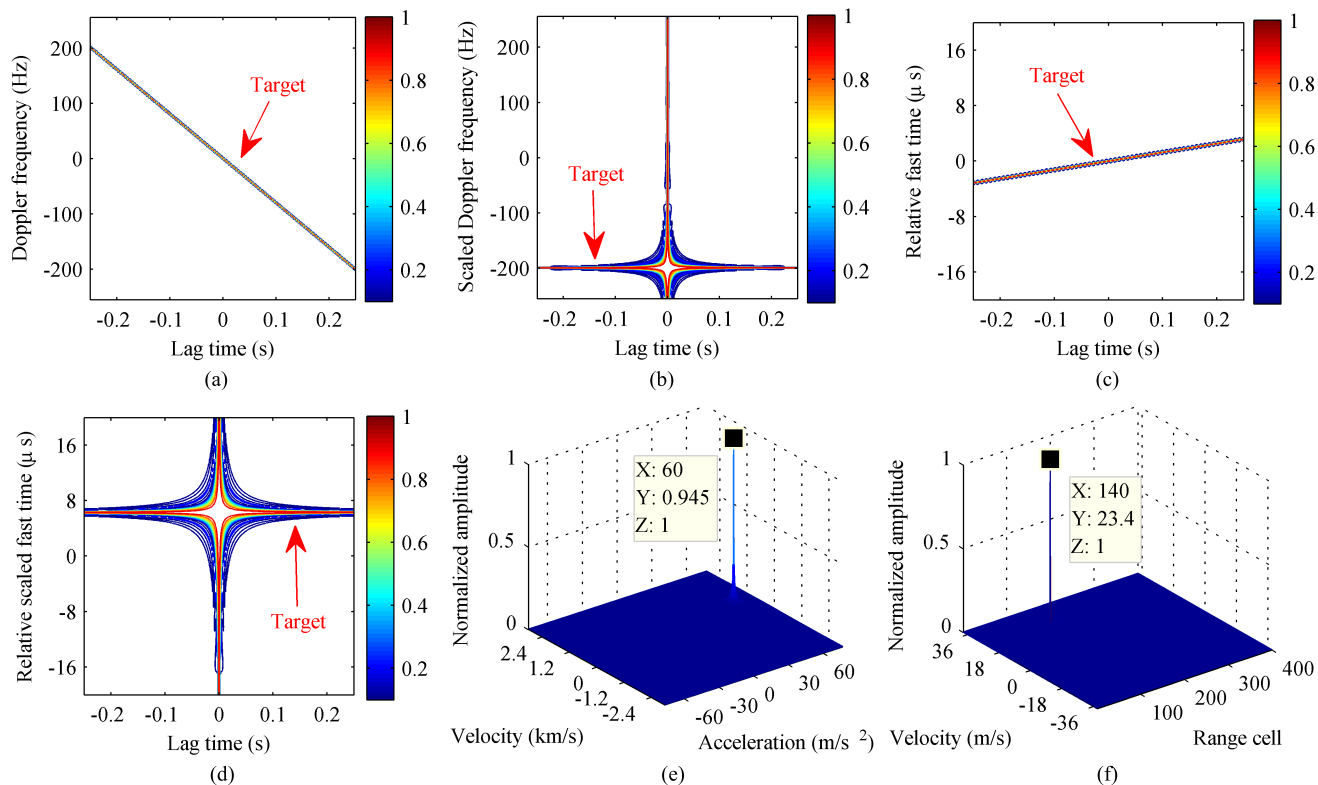 Doppler frequency (Hz)
200
100
0
-100
-200
-0.2 -0.1 0 0.1 0.2
Lag time (s)
Target
1
0.8
0.6
0.4
0.2
(a)
Scaled Doppler frequency (Hz)
200
100
0
-100
-200
-0.2 -0.1 0 0.1 0.2
Lag time (s)
Target
1
0.8
0.6
0.4
0.2
(b)
Relative fast time (μ s)
16
8
0
-8
-16
-0.2 -0.1 0 0.1 0.2
Lag time (s)
Target
1
0.8
0.6
0.4
0.2
(c)
Relative scaled fast time (μ s)
16
8
0
-8
-16
-0.2 -0.1 0 0.1 0.2
Lag time (s)
Target
1
0.8
0.6
0.4
0.2
(d)
Normalized amplitude
1
0.5
0
2.4
1.2
0
-1.2
-2.4
-60
-30
0
30
60
X: 60
Y: 0.945
Z: 1
Velocity (km/s)
Acceleration (m/s 2)
(e)
Normalized amplitude
1
0.5
0
36
18
0
-18
-36
100
200
300
400
X: 140
Y: 23.4
Z: 1
Velocity (m/s)
Range cell
(f)